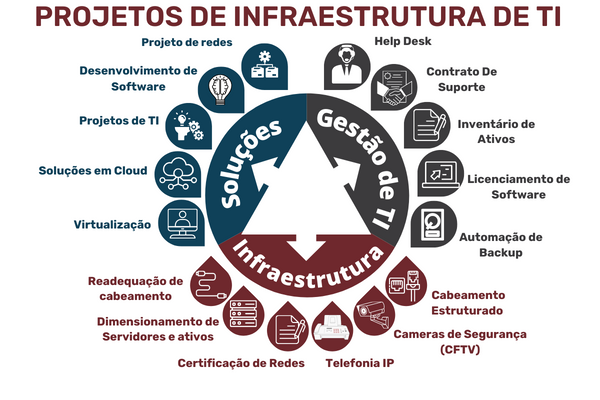 PROJETOS DE INFRAESTRUTURA DE TI
Projeto de redes
Desenvolvimento de
Software
Projetos de TI
Soluções em Cloud
Virtualização
Help Desk
Contrato De
Suporte
Inventário de
Ativos
Licenciamento de
Software
Automação de
Backup
Soluções
Gestão de TI
Infraestrutura
Readequação de
cabeamento
Dimensionamento de
Servidores e ativos
Certificação de Redes
Telefonia IP
Cameras de Segurança
(CFTV)
Cabeamento
Estruturado